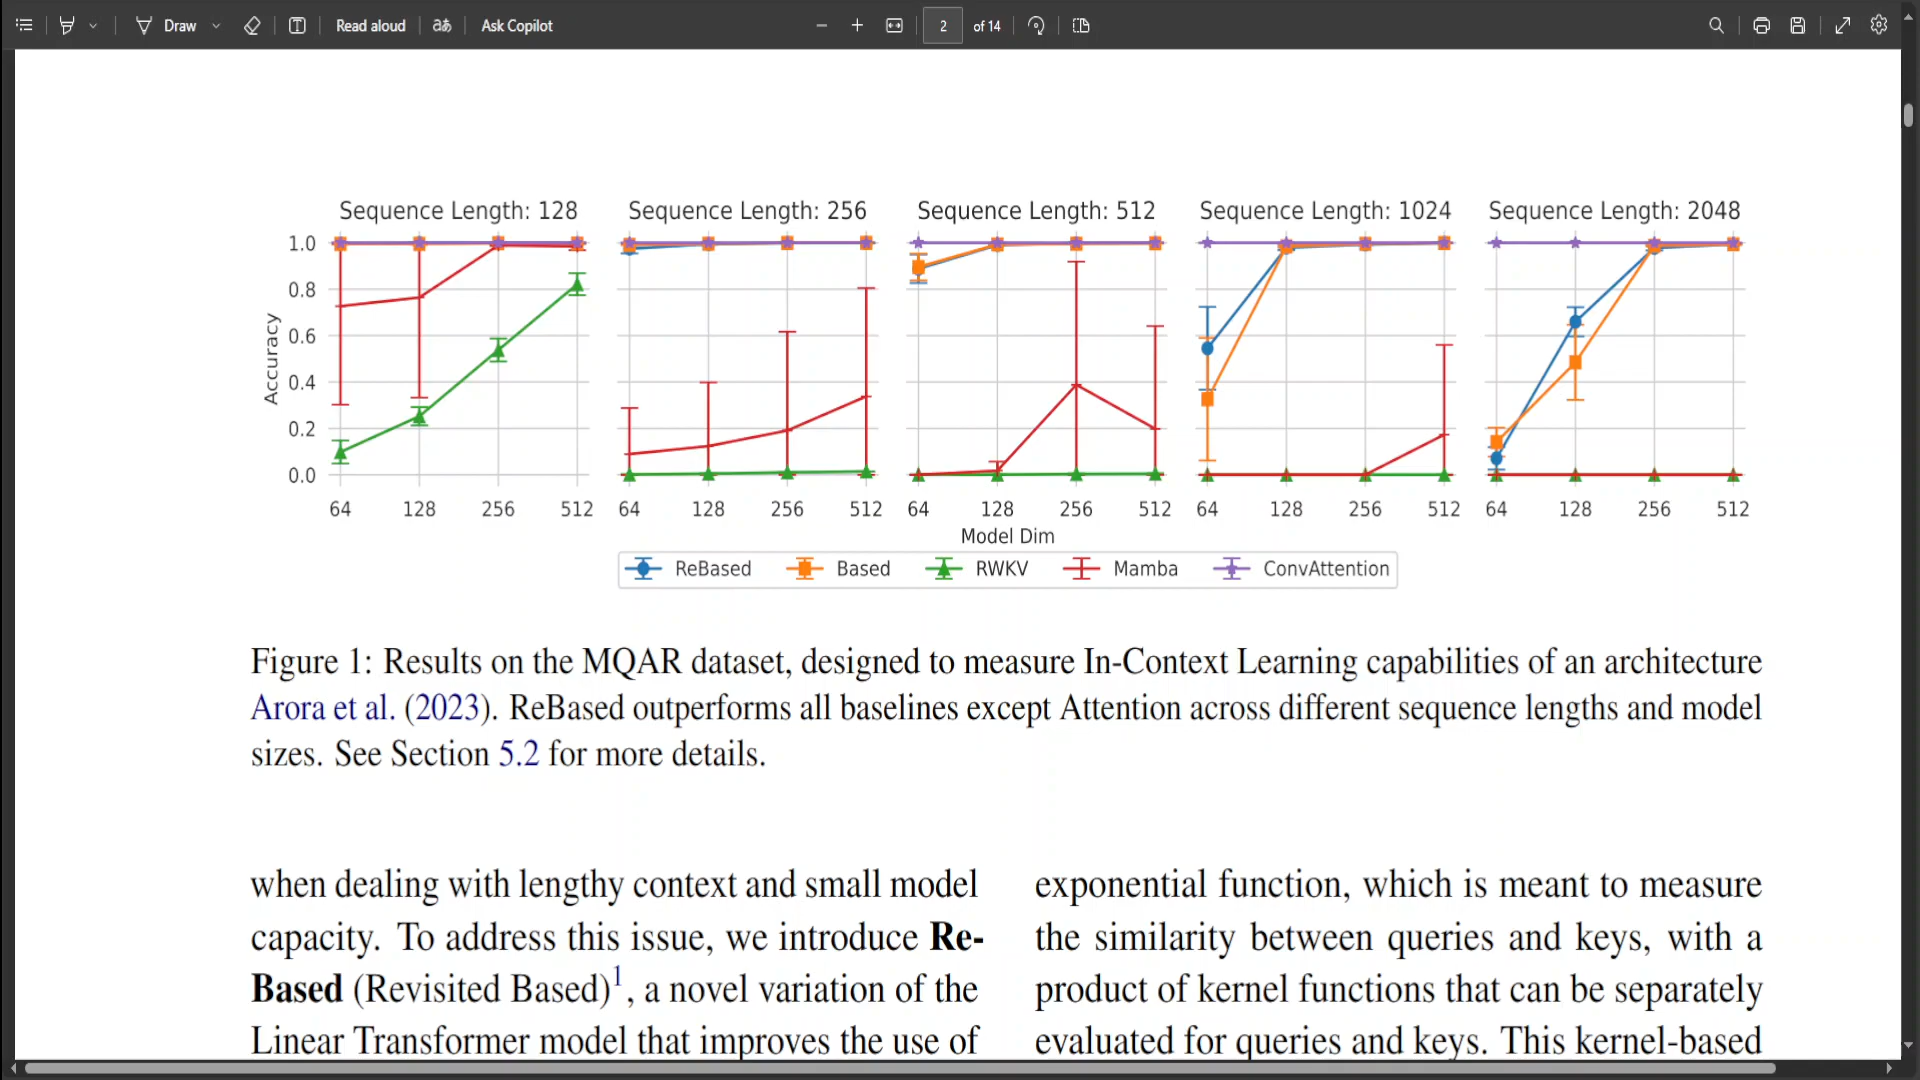 Draw
Read aloud
aあ
Ask Copilot
2
of 14
Sequence Length: 128
Sequence Length: 256
Sequence Length: 512
Sequence Length: 1024
Sequence Length: 2048
Accuracy
1.0
0.8
0.6
0.4
0.2
0.0
64 128 256 512
64 128 256 512
64 128 256 512
64 128 256 512
64 128 256 512
Model Dim
ReBased Based RWKV Mamba ConvAttention
Figure 1: Results on the MQAR dataset, designed to measure In-Context Learning capabilities of an architecture
Arora et al. (2023). ReBased outperforms all baselines except Attention across different sequence lengths and model
sizes. See Section 5.2 for more details.
when dealing with lengthy context and small model
capacity. To address this issue, we introduce Re-
Based (Revisited Based)1, a novel variation of the
Linear Transformer model that improves the use of
exponential function, which is meant to measure
the similarity between queries and keys, with a
product of kernel functions that can be separately
evaluated for queries and keys. This kernel-based